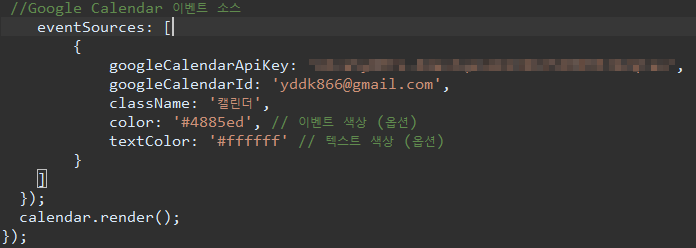 //Google Calendar 이벤트 소스
eventSources: [
{
googleCalendarApiKey: ,
googleCalendarId: 'yddk866@gmail.com',
className: '캘린더',
color: '#4885ed', // 이벤트 색상 (옵션)
textColor: '#ffffff' // 텍스트 색상 (옵션)
}
]
});
calendar.render();
});